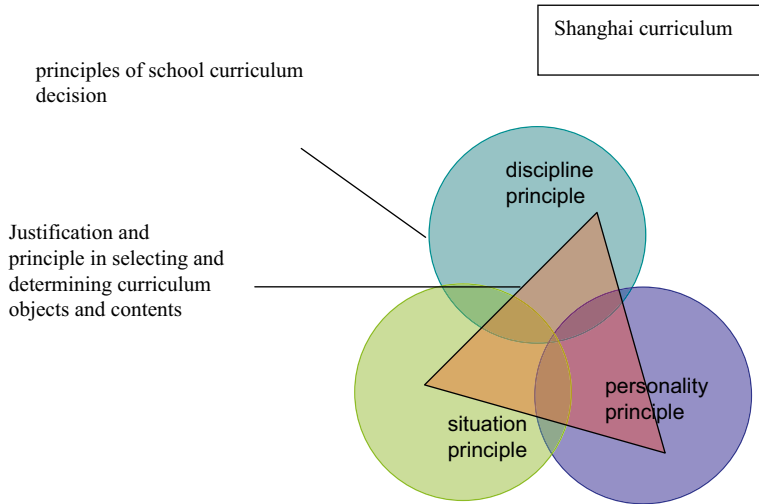 Shanghai curriculum
principles of school curriculum
decision
discipline
principle
Justification and
principle in selecting and
determining curriculum
objects and contents
personality
principle
situation
principle